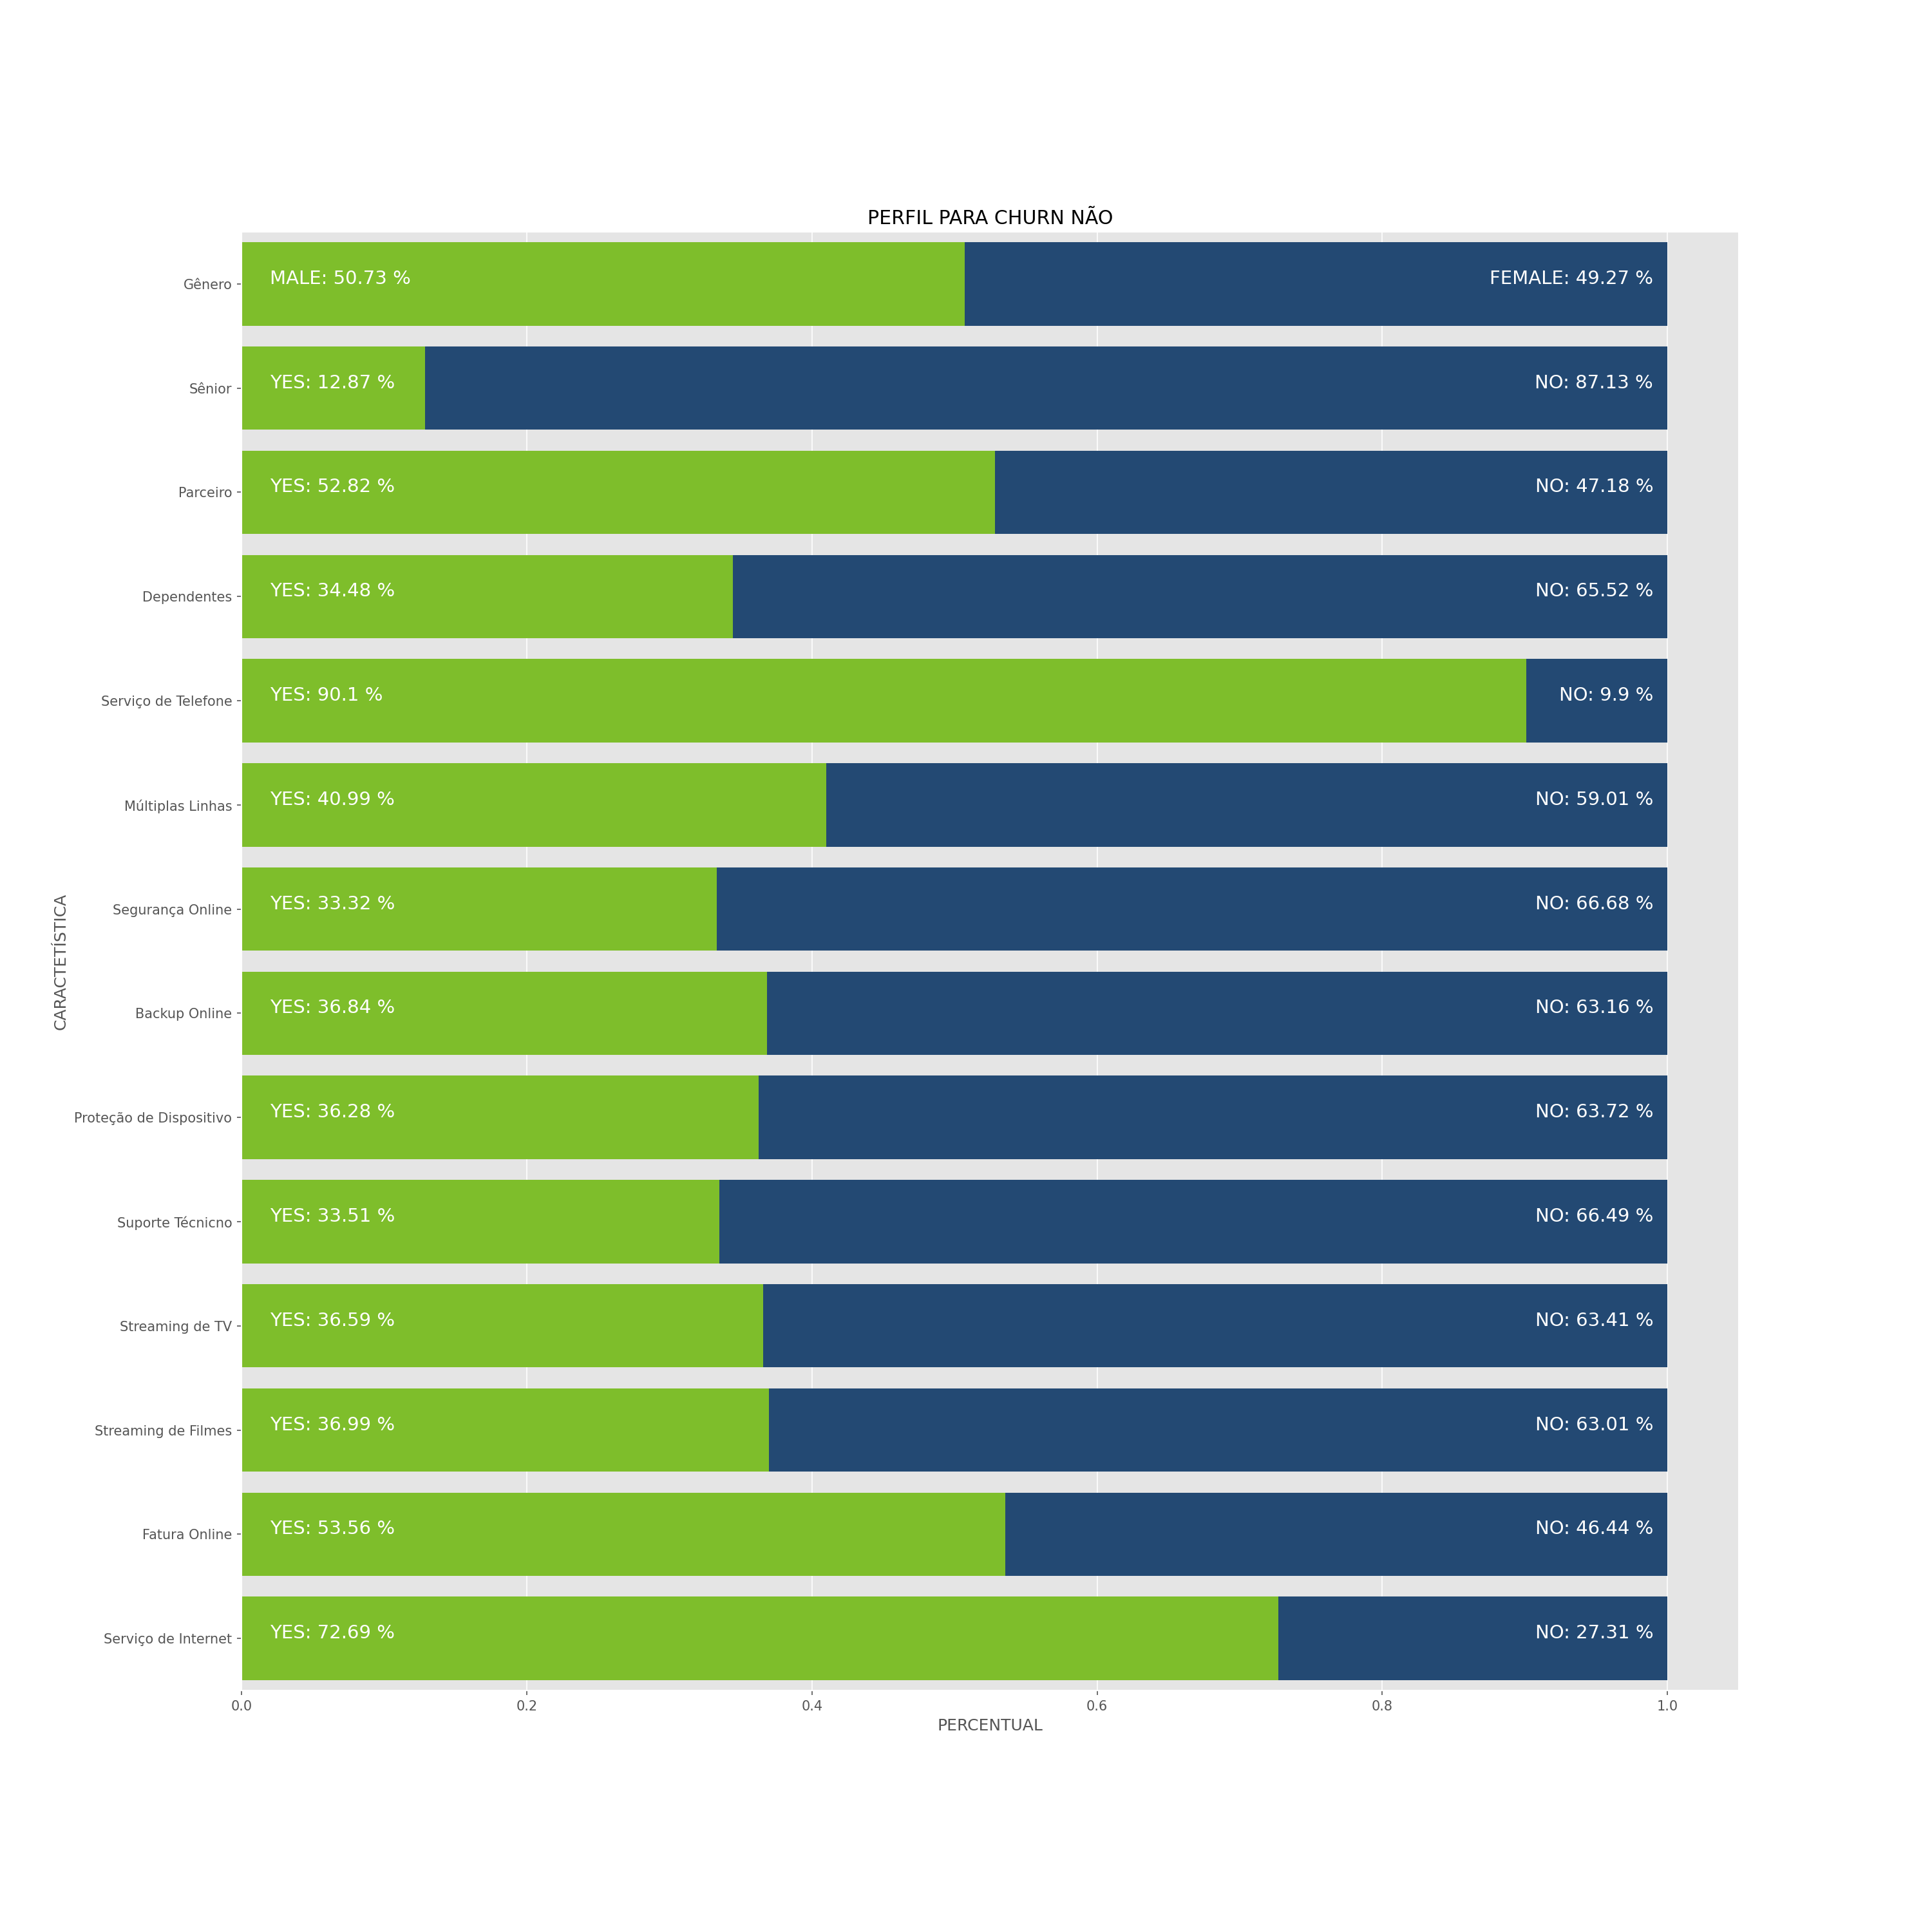 PERFIL PARA CHURN NÃO
Gênero
MALE: 50.73 %
FEMALE: 49.27 %
Sênior
YES: 12.87 %
NO: 87.13 %
Parceiro
YES: 52.82 %
NO: 47.18 %
Dependentes
YES: 34.48 %
NO: 65.52 %
Serviço de Telefone
YES: 90.1 %
NO: 9.9 %
Múltiplas Linhas
YES: 40.99 %
NO: 59.01 %
Segurança Online
YES: 33.32 %
NO: 66.68 %
Backup Online
YES: 36.84 %
NO: 63.16 %
Proteção de Dispositivo
YES: 36.28 %
NO: 63.72 %
Suporte Técnicno
YES: 33.51 %
NO: 66.49 %
Streaming de TV
YES: 36.59 %
NO: 63.41 %
Streaming de Filmes
YES: 36.99 %
NO: 63.01 %
Fatura Online
YES: 53.56 %
NO: 46.44 %
Serviço de Internet
YES: 72.69 %
NO: 27.31 %
CARACTETÍSTICA
0.0 0.2 0.4 0.6 0.8 1.0
PERCENTUAL